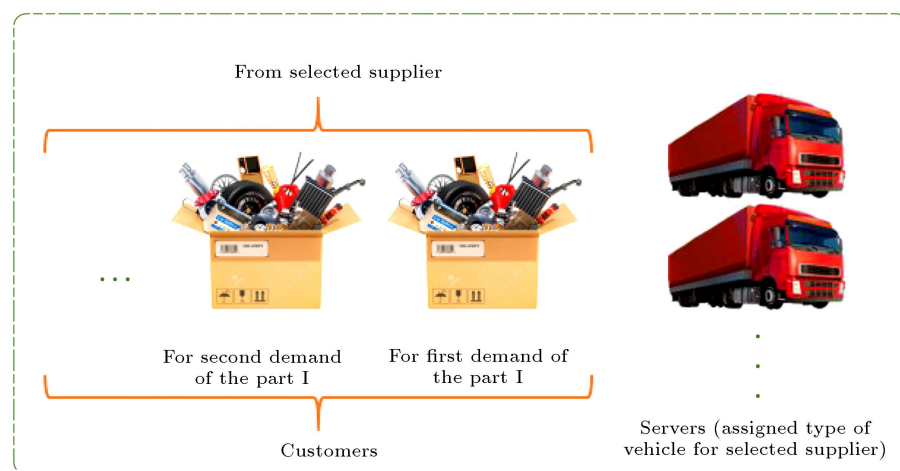 From selected supplier
...
For second demand
of the part I
For first demand of
the part I
Customers
Servers (assigned type of
vehicle for selected supplier)